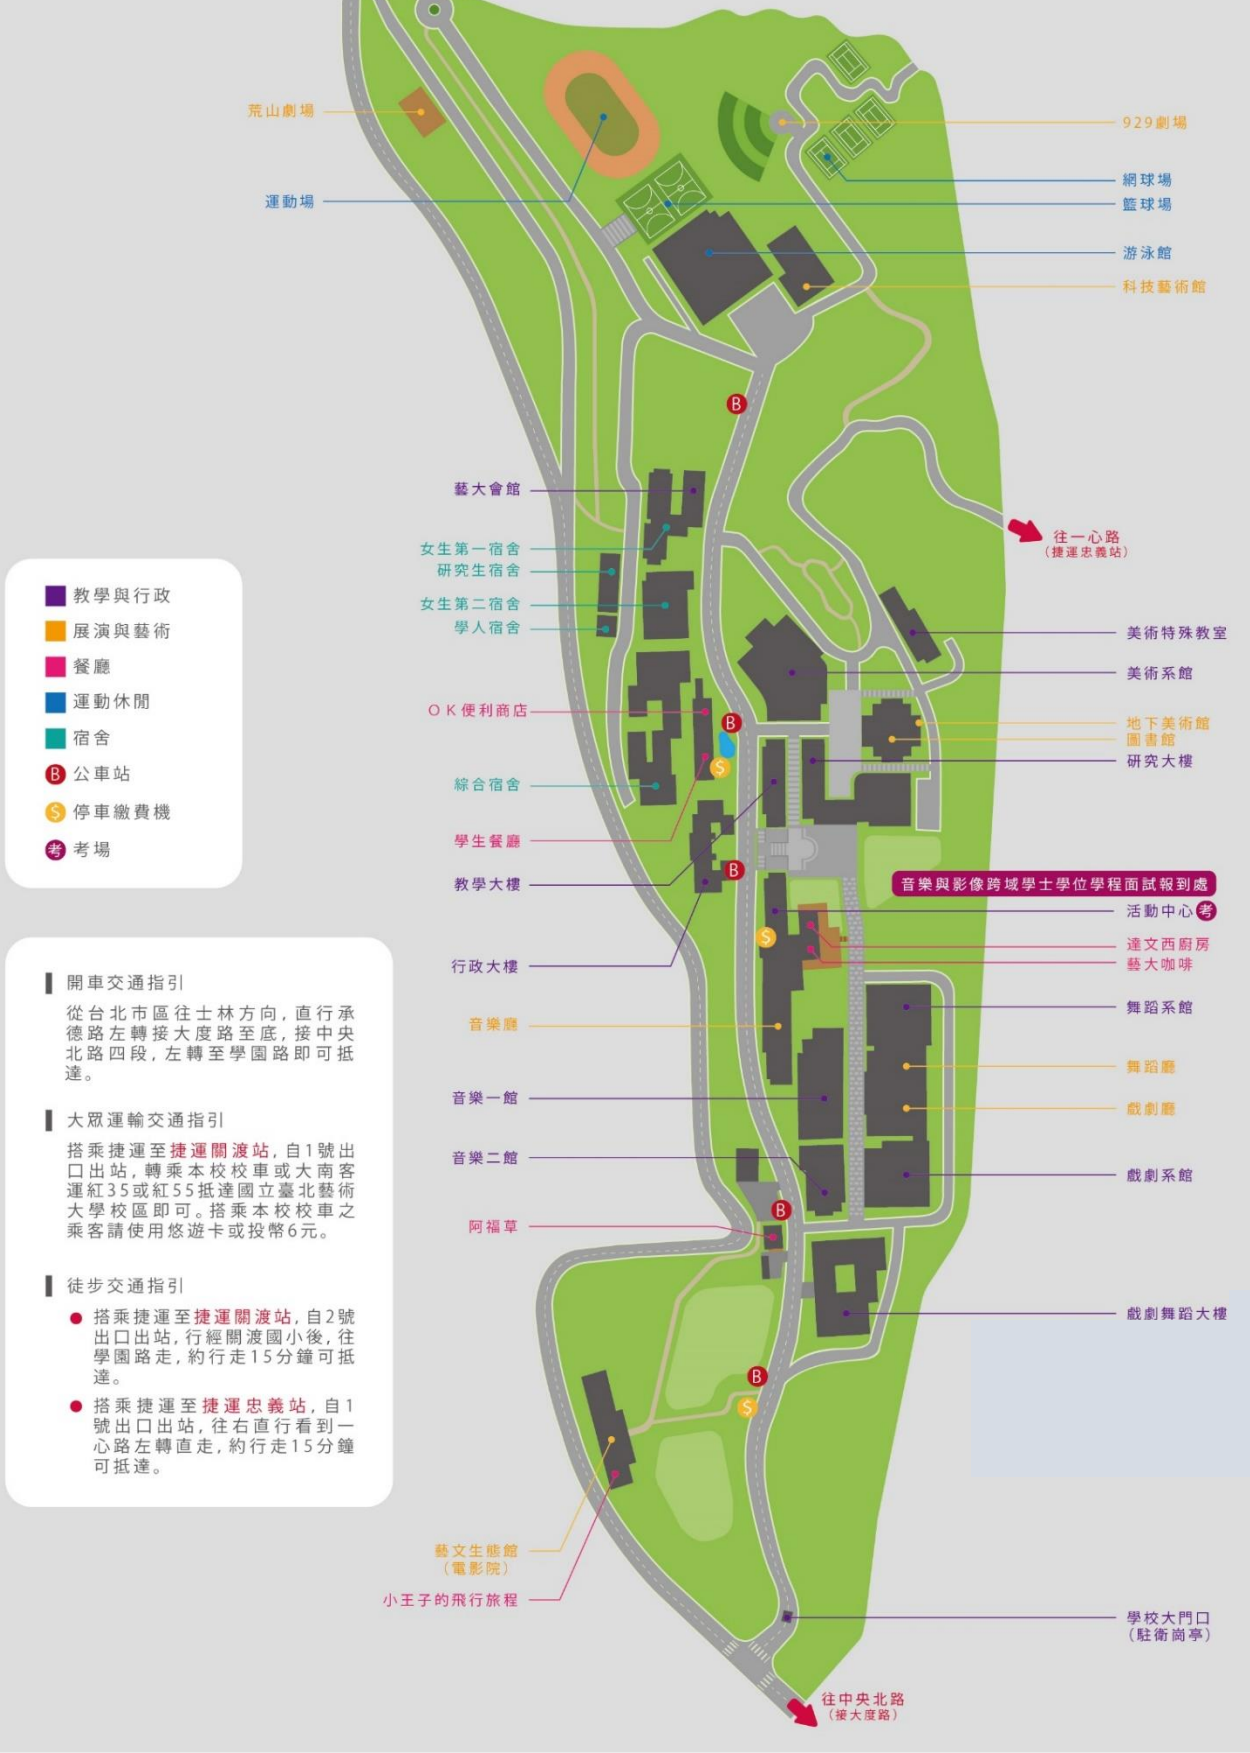 荒山劇場
運動場
929劇場
網球場
籃球場
游泳館
科技藝術館
B
藝大會館
往一心路
（捷運忠義站）
女生第一宿舍
研究生宿舍
女生第二宿舍
學人宿舍
美術特殊教室
美術系館
OK便利商店
B
地下美術館
圖書館
研究大樓
$
綜合宿舍
學生餐廳
教學大樓
B
音樂與影像跨域學士學位學程面試報到處
活動中心考
$
達文西廚房
藝大咖啡
行政大樓
舞蹈系館
音樂廳
舞蹈廳
音樂一館
戲劇廳
音樂二館
戲劇系館
B
阿福草
戲劇舞蹈大樓
B
$
藝文生態館
（電影院）
小王子的飛行旅程
學校大門口
（駐衛崗亭）
往中央北路
（接大度路）
教學與行政
展演與藝術
餐廳
運動休閒
宿舍
B 公車站
$ 停車繳費機
考 考場
開車交通指引
從台北市區往士林方向，直行承
德路左轉接大度路至底，接中央
北路四段，左轉至學園路即可抵
達。
大眾運輸交通指引
搭乘捷運至捷運關渡站，自1號出
口出站，轉乘本校校車或大南客
運紅35或紅55抵達國立臺北藝術
大學校區即可。搭乘本校校車之
乘客請使用悠遊卡或投幣6元。
徒步交通指引
● 搭乘捷運至捷運關渡站，自2號
出口出站，行經關渡國小後，往
學園路走，約行走15分鐘可抵
達。
● 搭乘捷運至捷運忠義站，自1
號出口出站，往右直行看到一
心路左轉直走，約行走15分鐘
可抵達。